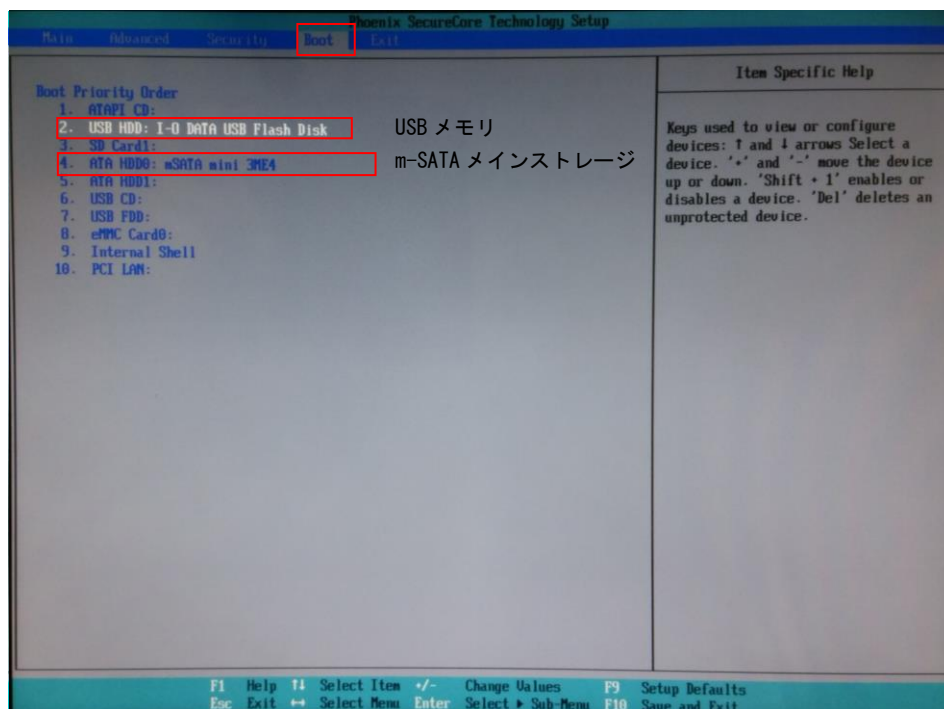 Phoenix SecureCore Technology Setup
Main Advanced Security Boot Exit
Boot Priority Order
1. ATAPI CD:
2. USB HDD: I-O DATA USB Flash Disk
USB メモリ
3. SD Card1:
4. ATA HDD0: mSATA mini 3ME4
m-SATA メインストレージ
5. ATA HDD1:
6. USB CD:
7. USB FDD:
8. eMMC Card0:
9. Internal Shell
10. PCI LAN:
Item Specific Help
Keys used to view or configure
devices: ↑ and ↓ arrows Select a
device. '+' and '-' move the device
up or down. 'Shift + 1' enables or
disables a device. 'Del' deletes an
unprotected device.
F1 Help ↑↓ Select Item +/- Change Values F9 Setup Defaults
Esc Exit ↔ Select Menu Enter Select ▶ Sub-Menu F10 Save and Exit